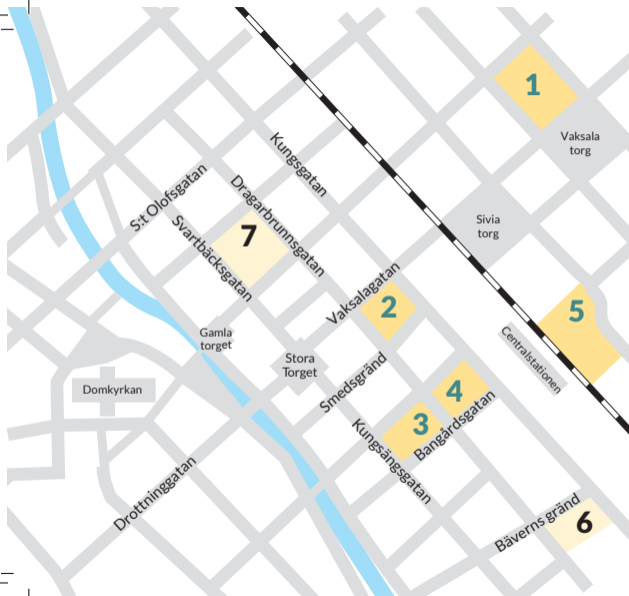 1
Vaksala
torg
Kungsgatan
S:t Olofsgatan
Dragarbrunnsgatan
Svartbäcksgatan
7
Sivia
torg
Vaksalagatan
2
5
Gamla
torget
Stora
Torget
Centralstationen
Smedsgränd
Domkyrkan
4
3
Bangårdsgatan
Kungsängsgatan
Drottninggatan
Bäverns gränd
6